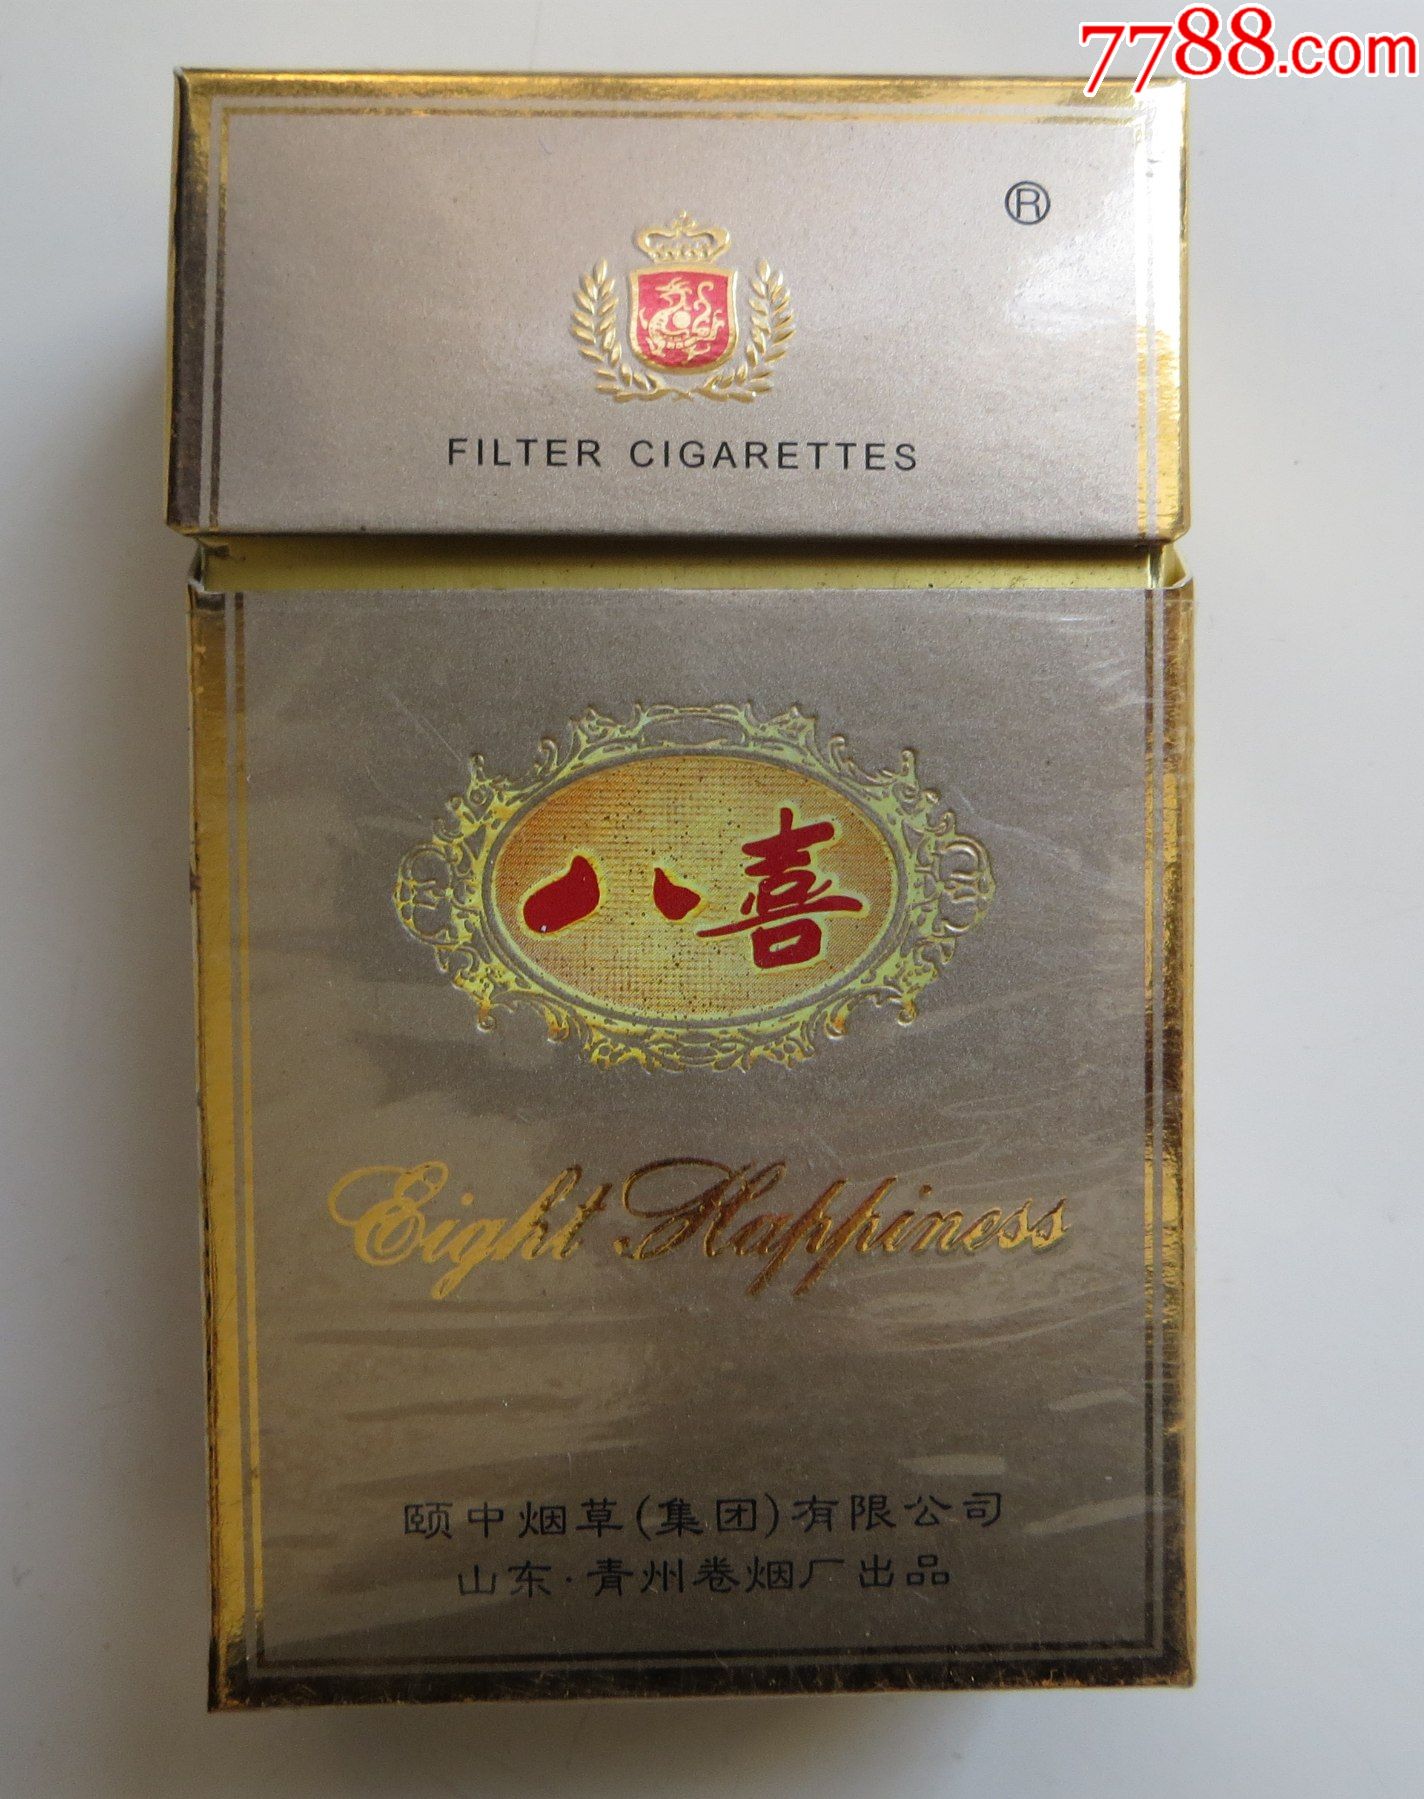 7788.com
®
FILTER CIGARETTES
八喜
Eight Happiness
颐中烟草(集团)有限公司
山东·青州卷烟厂出品